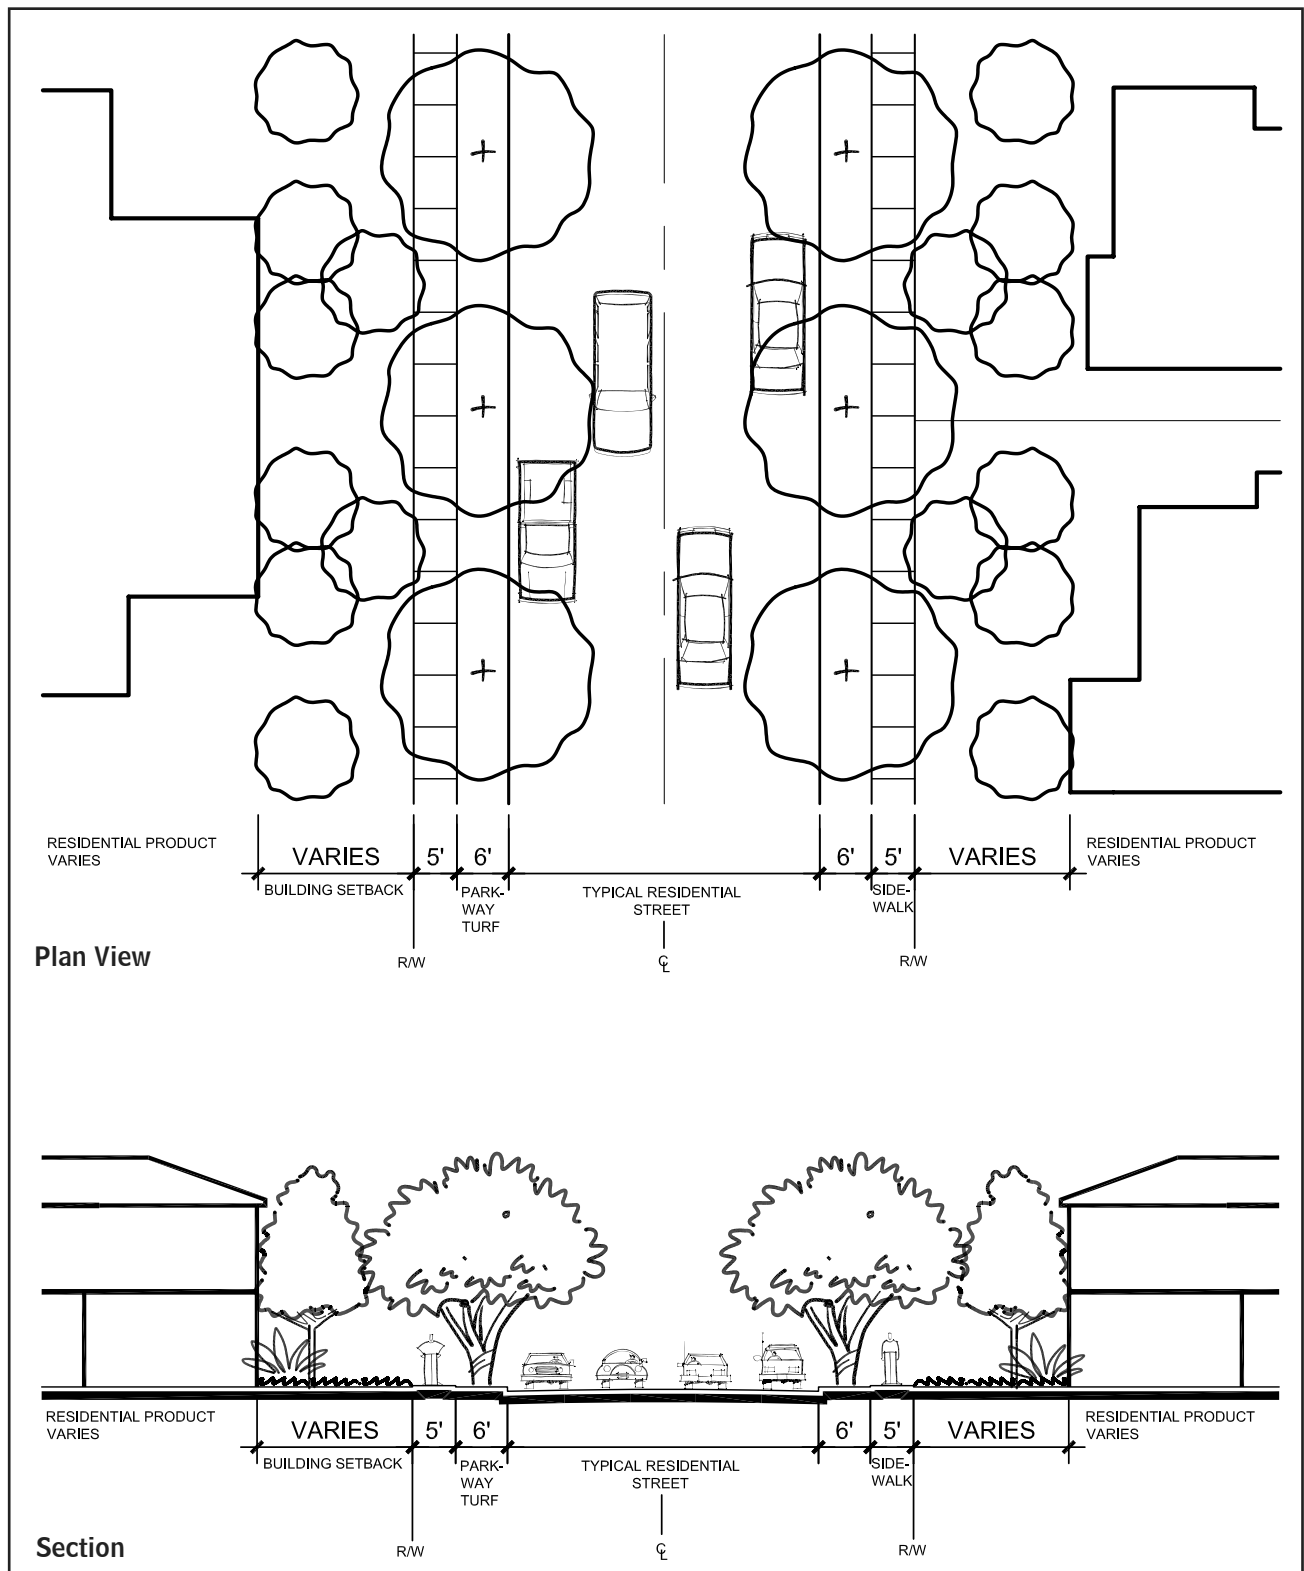 RESIDENTIAL PRODUCT
VARIES
VARIES
5'
6'
6'
5'
VARIES
RESIDENTIAL PRODUCT
VARIES
BUILDING SETBACK
PARK-
WAY
TURF
TYPICAL RESIDENTIAL
STREET
SIDE-
WALK
Plan View
R/W
CL
R/W
RESIDENTIAL PRODUCT
VARIES
VARIES
5'
6'
6'
5'
VARIES
RESIDENTIAL PRODUCT
VARIES
BUILDING SETBACK
PARK-
WAY
TURF
TYPICAL RESIDENTIAL
STREET
SIDE-
WALK
Section
R/W
CL
R/W